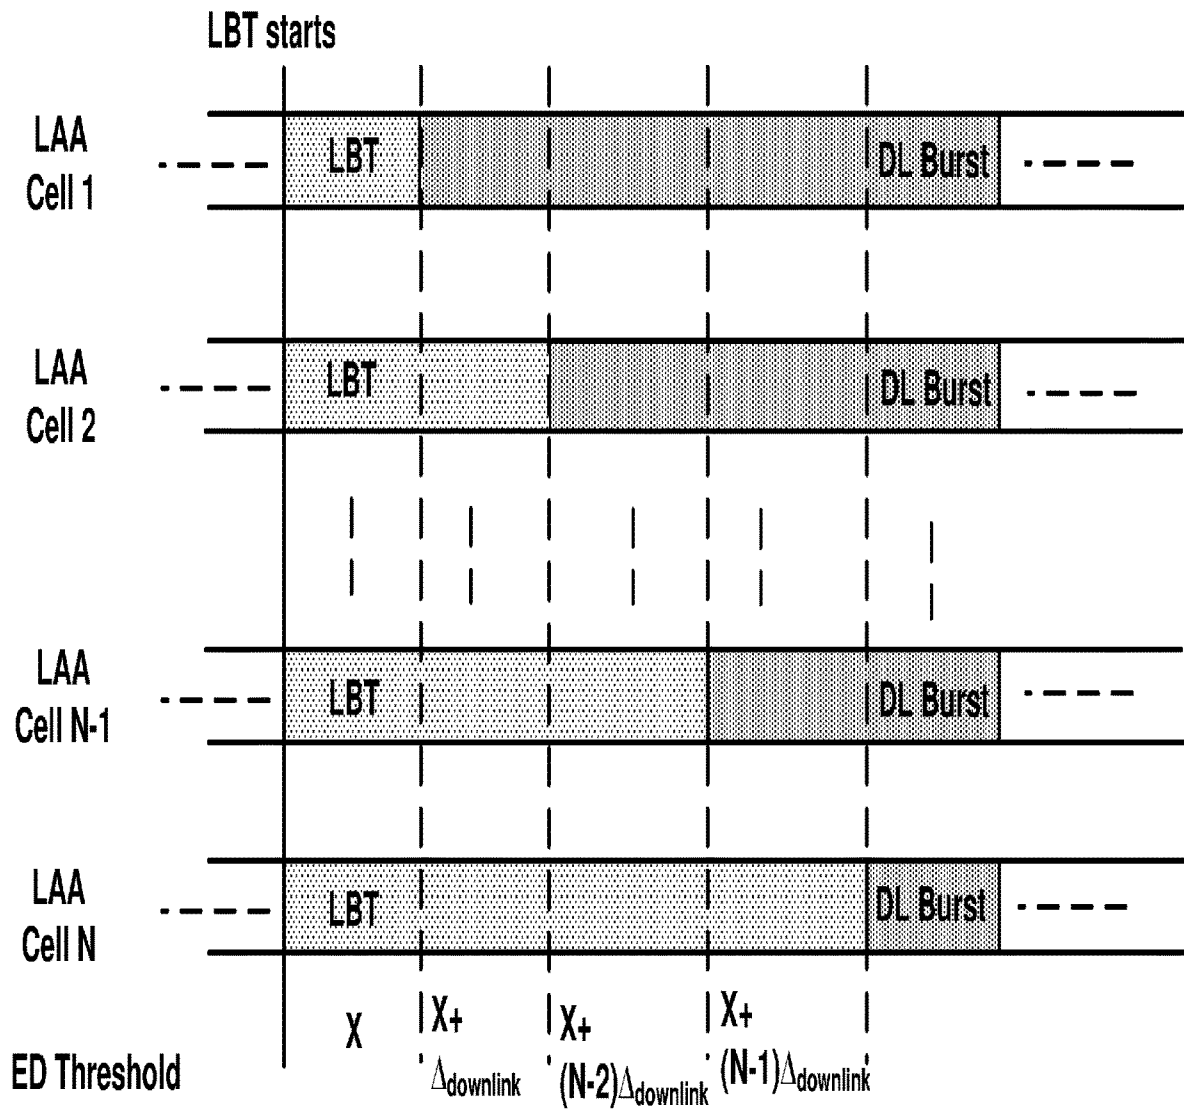 LBT starts
LAA
Cell 1
LBT
DL Burst
LAA
Cell 2
LBT
DL Burst
LAA
Cell N-1
LBT
DL Burst
LAA
Cell N
LBT
DL Burst
ED Threshold
X
X+
Δdownlink
X+
(N-2)Δdownlink
X+
(N-1)Δdownlink